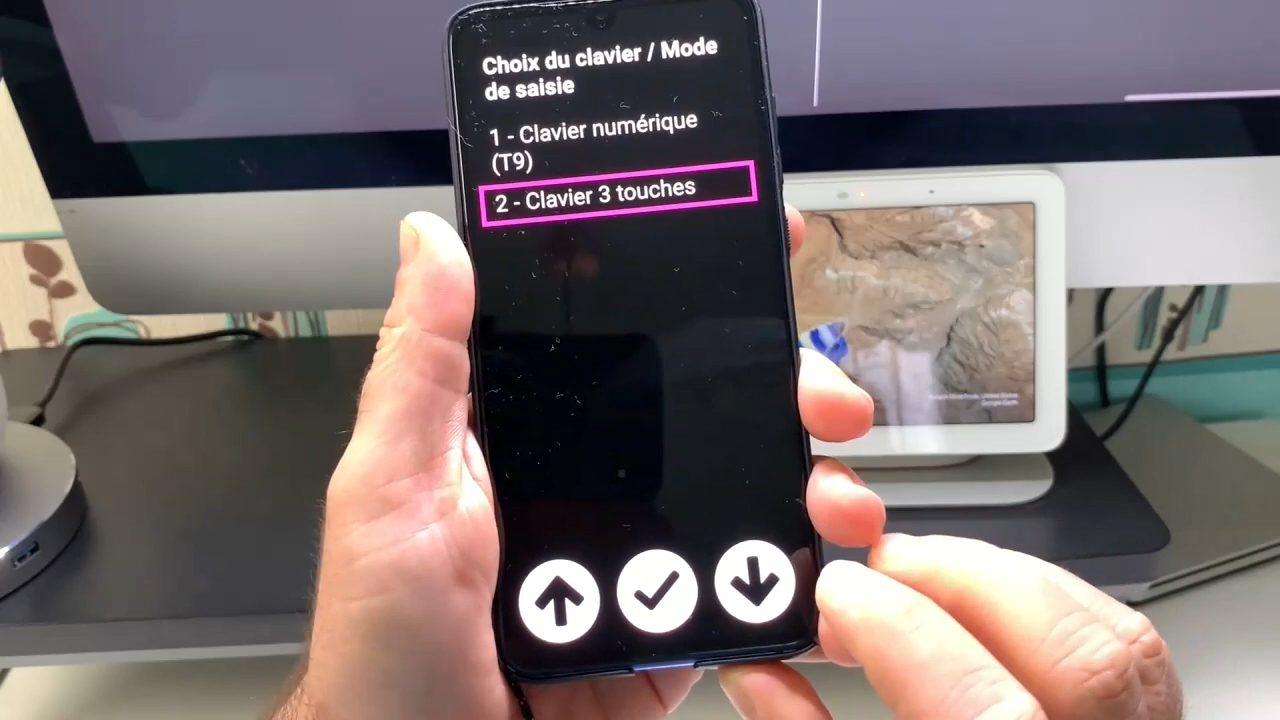 Choix du clavier / Mode
de saisie
1 - Clavier numérique
(T9)
2 - Clavier 3 touches